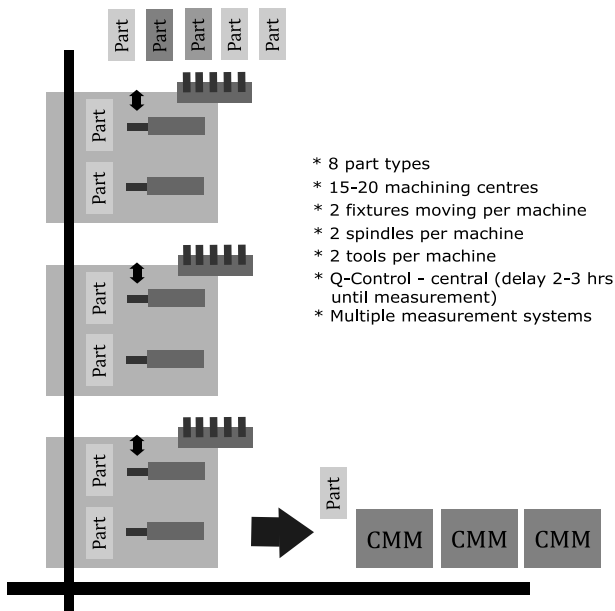 Part Part Part Part Part
Part
Part
* 8 part types
* 15-20 machining centres
* 2 fixtures moving per machine
* 2 spindles per machine
* 2 tools per machine
* Q-Control - central (delay 2-3 hrs
until measurement)
* Multiple measurement systems
Part
Part
Part
Part
Part
CMM CMM CMM